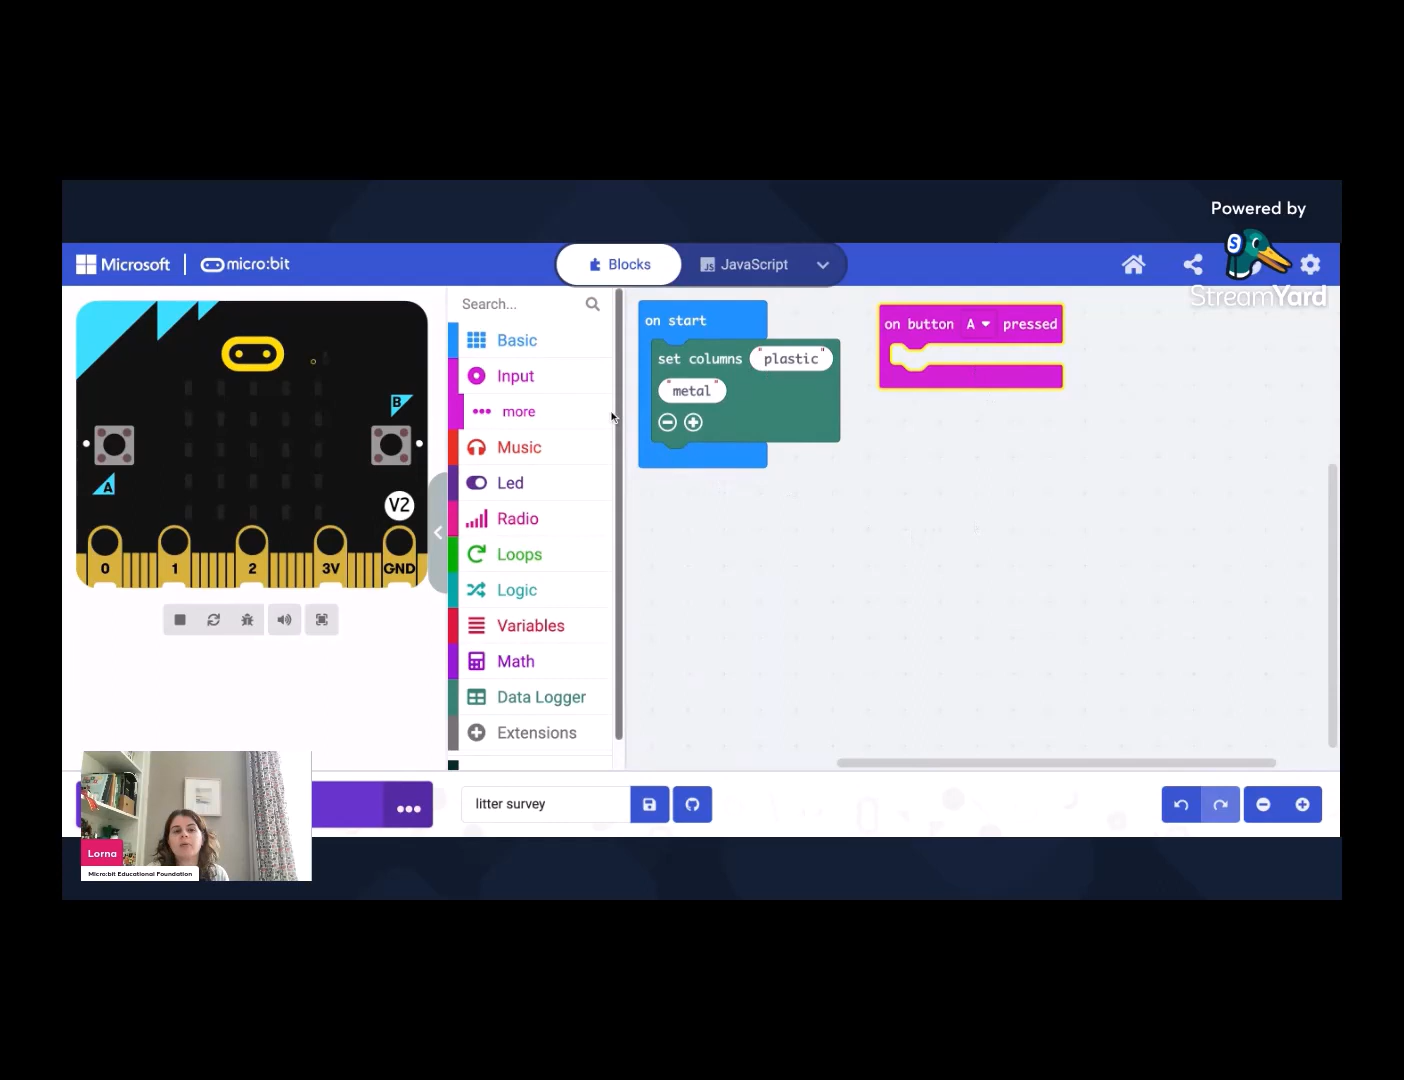 Powered by
StreamYard
Microsoft
micro:bit
Blocks
JS
JavaScript
S
Search...
Basic
Input
more
Music
Led
Radio
Loops
Logic
Variables
Math
Data Logger
Extensions
B
A
V2
0
1
2
3V
GND
on start
set columns "plastic"
"metal"
on button A pressed
litter survey
Lorna
Micro:bit Educational Foundation